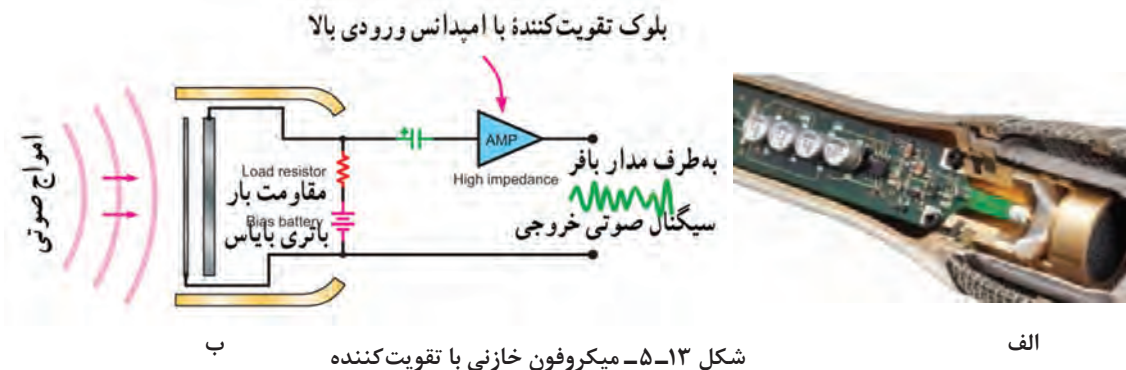 بلوک تقویت‌کنندهٔ با امپدانس ورودی بالا
امواج صوتی
Load resistor
مقاومت بار
Bias battery
باتری بایاس
+
AMP
High impedance
به‌طرف مدار بافر
سیگنال صوتی خروجی
الف
ب
شکل ۱۳ـ۵ـ میکروفون خازنی با تقویت‌کننده